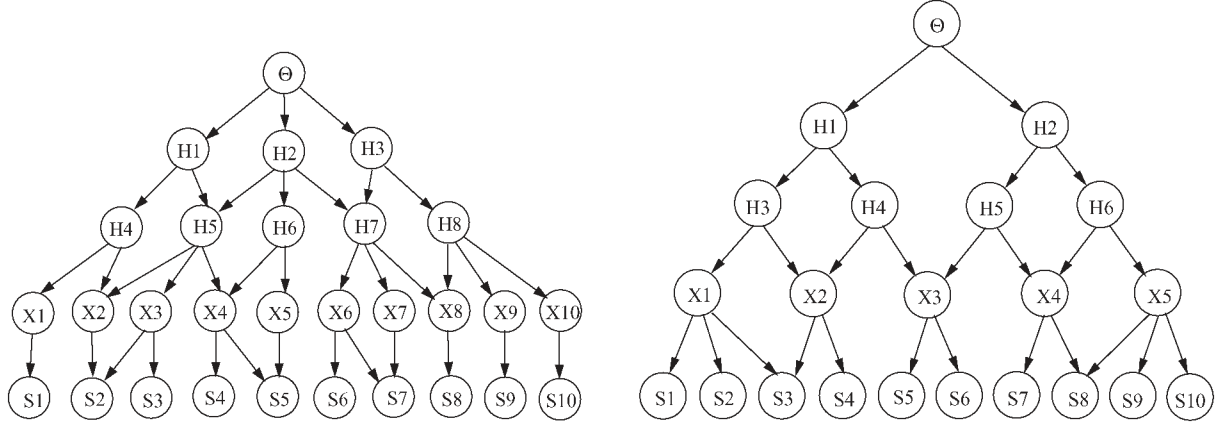 Θ
H1 H2 H3
H4 H5 H6 H7 H8
X1 X2 X3 X4 X5 X6 X7 X8 X9 X10
S1 S2 S3 S4 S5 S6 S7 S8 S9 S10
Θ
H1 H2
H3 H4 H5 H6
X1 X2 X3 X4 X5
S1 S2 S3 S4 S5 S6 S7 S8 S9 S10